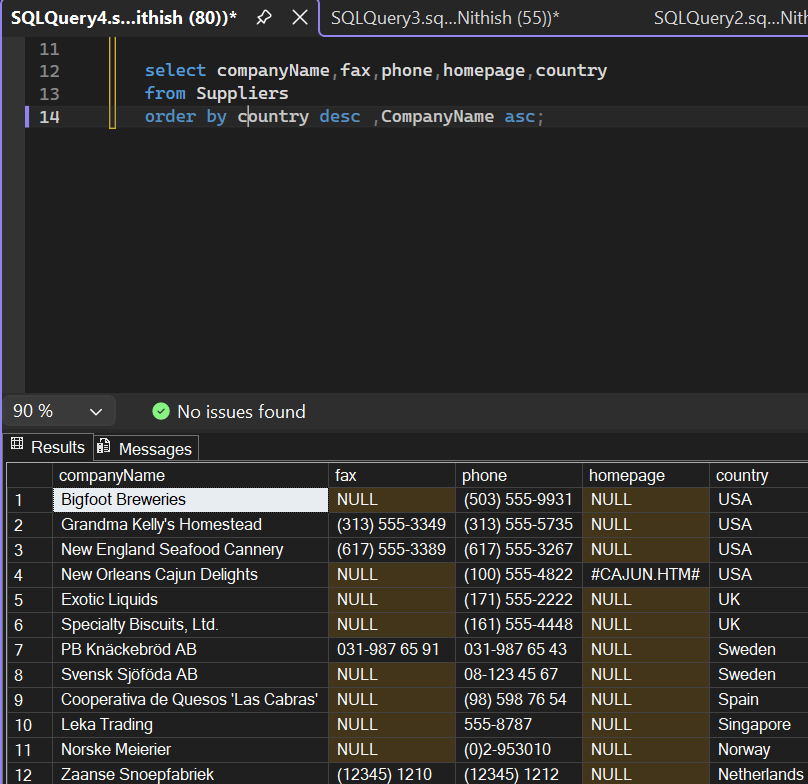 SQLQuery4.s...ithish (80))* SQLQuery3.sq...Nithish (55))* SQLQuery2.sq...Nith
11
12 select companyName,fax,phone,homepage,country
13 from Suppliers
14 order by country desc ,CompanyName asc;
90 % No issues found
Results Messages
companyName fax phone homepage country
1 Bigfoot Breweries NULL (503) 555-9931 NULL USA
2 Grandma Kelly's Homestead (313) 555-3349 (313) 555-5735 NULL USA
3 New England Seafood Cannery (617) 555-3389 (617) 555-3267 NULL USA
4 New Orleans Cajun Delights NULL (100) 555-4822 #CAJUN.HTM# USA
5 Exotic Liquids NULL (171) 555-2222 NULL UK
6 Specialty Biscuits, Ltd. NULL (161) 555-4448 NULL UK
7 PB Knäckebröd AB 031-987 65 91 031-987 65 43 NULL Sweden
8 Svensk Sjöföda AB NULL 08-123 45 67 NULL Sweden
9 Cooperativa de Quesos 'Las Cabras' NULL (98) 598 76 54 NULL Spain
10 Leka Trading NULL 555-8787 NULL Singapore
11 Norske Meierier NULL (0)2-953010 NULL Norway
12 Zaanse Snoepfabriek (12345) 1210 (12345) 1212 NULL Netherlands